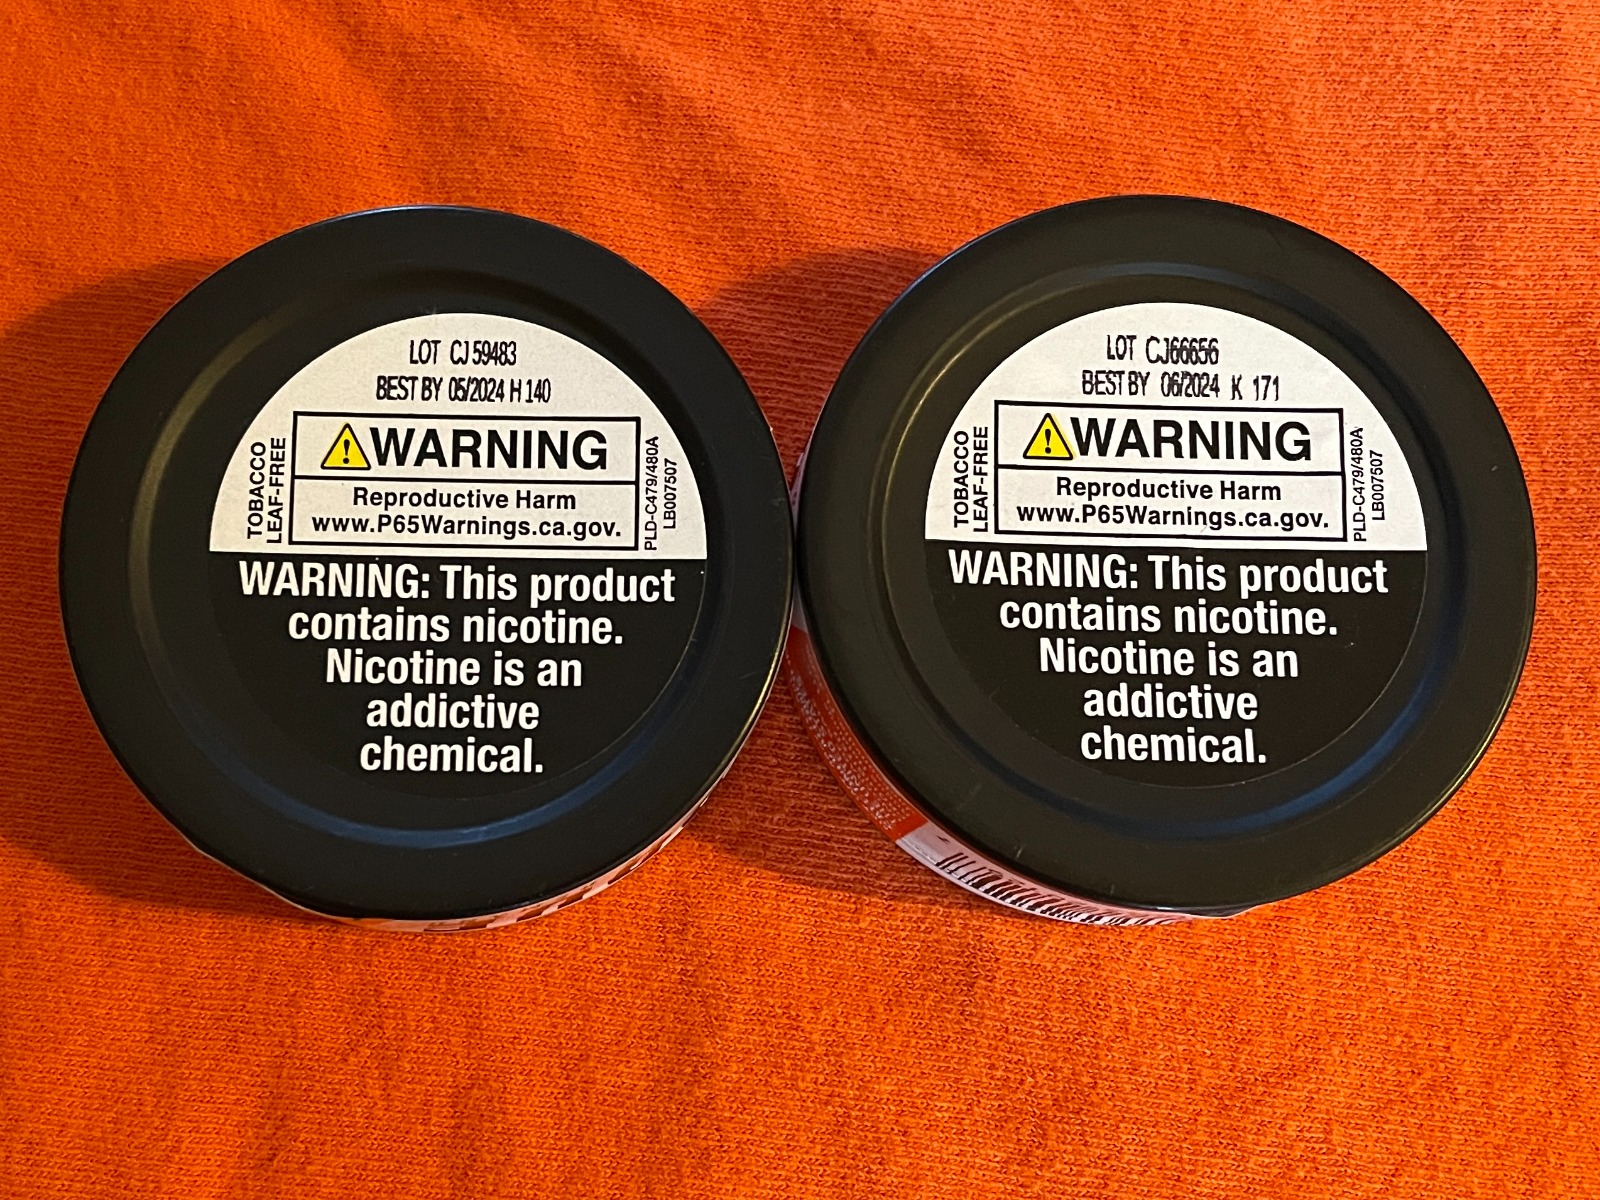 LOT CJ59483
BEST BY 05/2024 H 140
WARNING
Reproductive Harm
www.P65Warnings.ca.gov.
TOBACCO
LEAF-FREE
PLD-C479/480A
LB007507
WARNING: This product
contains nicotine.
Nicotine is an
addictive
chemical.
LOT CJ66656
BEST BY 06/2024 K 171
WARNING
Reproductive Harm
www.P65Warnings.ca.gov.
TOBACCO
LEAF-FREE
PLD-C479/480A
LB007507
WARNING: This product
contains nicotine.
Nicotine is an
addictive
chemical.